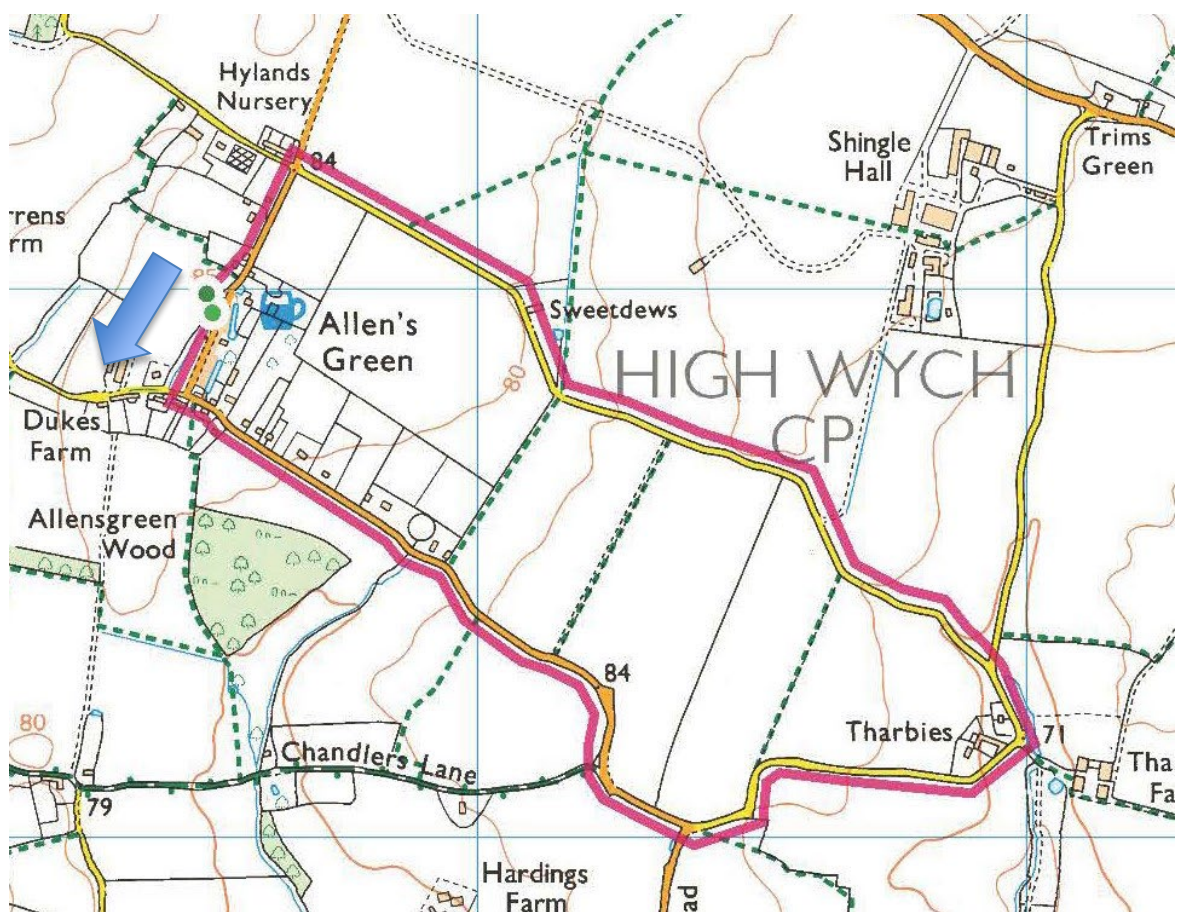 Hylands
Nursery
84
Shingle
Hall
Trims
Green
rrens
rm
Allen's
Green
Sweetdews
80
HIGH WYCH
CP
Dukes
Farm
Allensgreen
Wood
84
80
Chandlers Lane
Tharbies
71
Tha
Fa
79
Hardings
Farm
ad